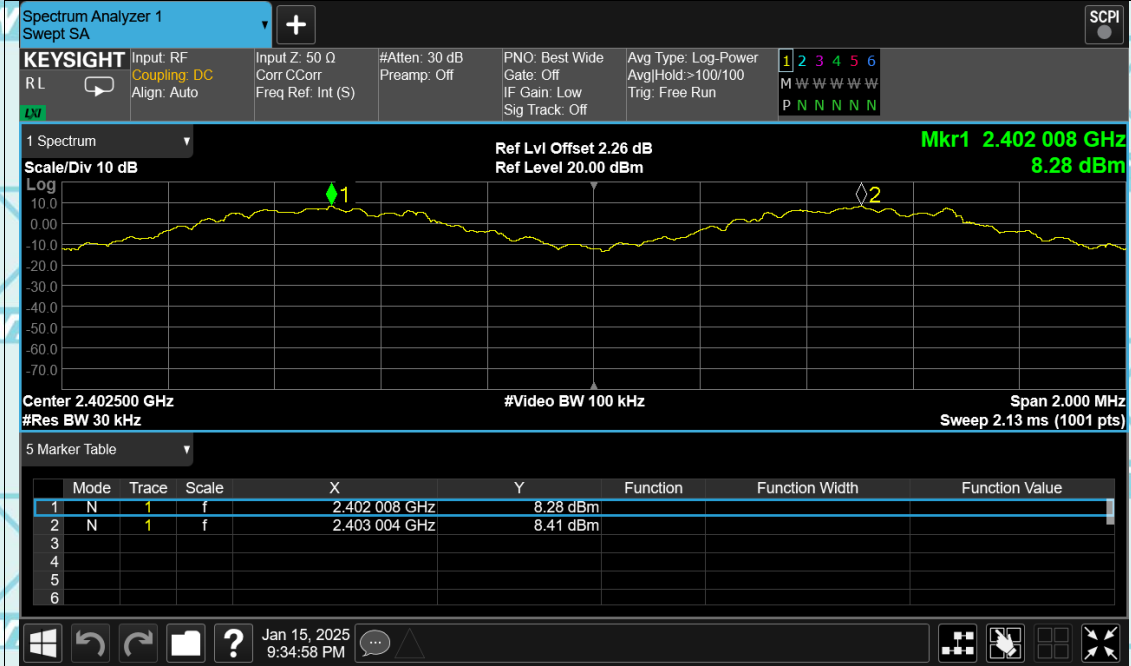 Spectrum Analyzer 1
Swept SA
+
SCPI
KEYSIGHT
RL
LXI
Input: RF
Coupling: DC
Align: Auto
Input Z: 50 Ω
Corr CCorr
Freq Ref: Int (S)
#Atten: 30 dB
Preamp: Off
PNO: Best Wide
Gate: Off
IF Gain: Low
Sig Track: Off
Avg Type: Log-Power
Avg|Hold:>100/100
Trig: Free Run
1 2 3 4 5 6
M W W W W W
P N N N N N
1 Spectrum
Scale/Div 10 dB
Ref Lvl Offset 2.26 dB
Ref Level 20.00 dBm
Mkr1 2.402 008 GHz
8.28 dBm
Log
10.0
0.00
-10.0
-20.0
-30.0
-40.0
-50.0
-60.0
-70.0
1
2
Center 2.402500 GHz
#Video BW 100 kHz
Span 2.000 MHz
#Res BW 30 kHz
Sweep 2.13 ms (1001 pts)
5 Marker Table
Mode Trace Scale X Y Function Function Width Function Value
1 N 1 f 2.402 008 GHz 8.28 dBm
2 N 1 f 2.403 004 GHz 8.41 dBm
3
4
5
6
?
Jan 15, 2025
9:34:58 PM